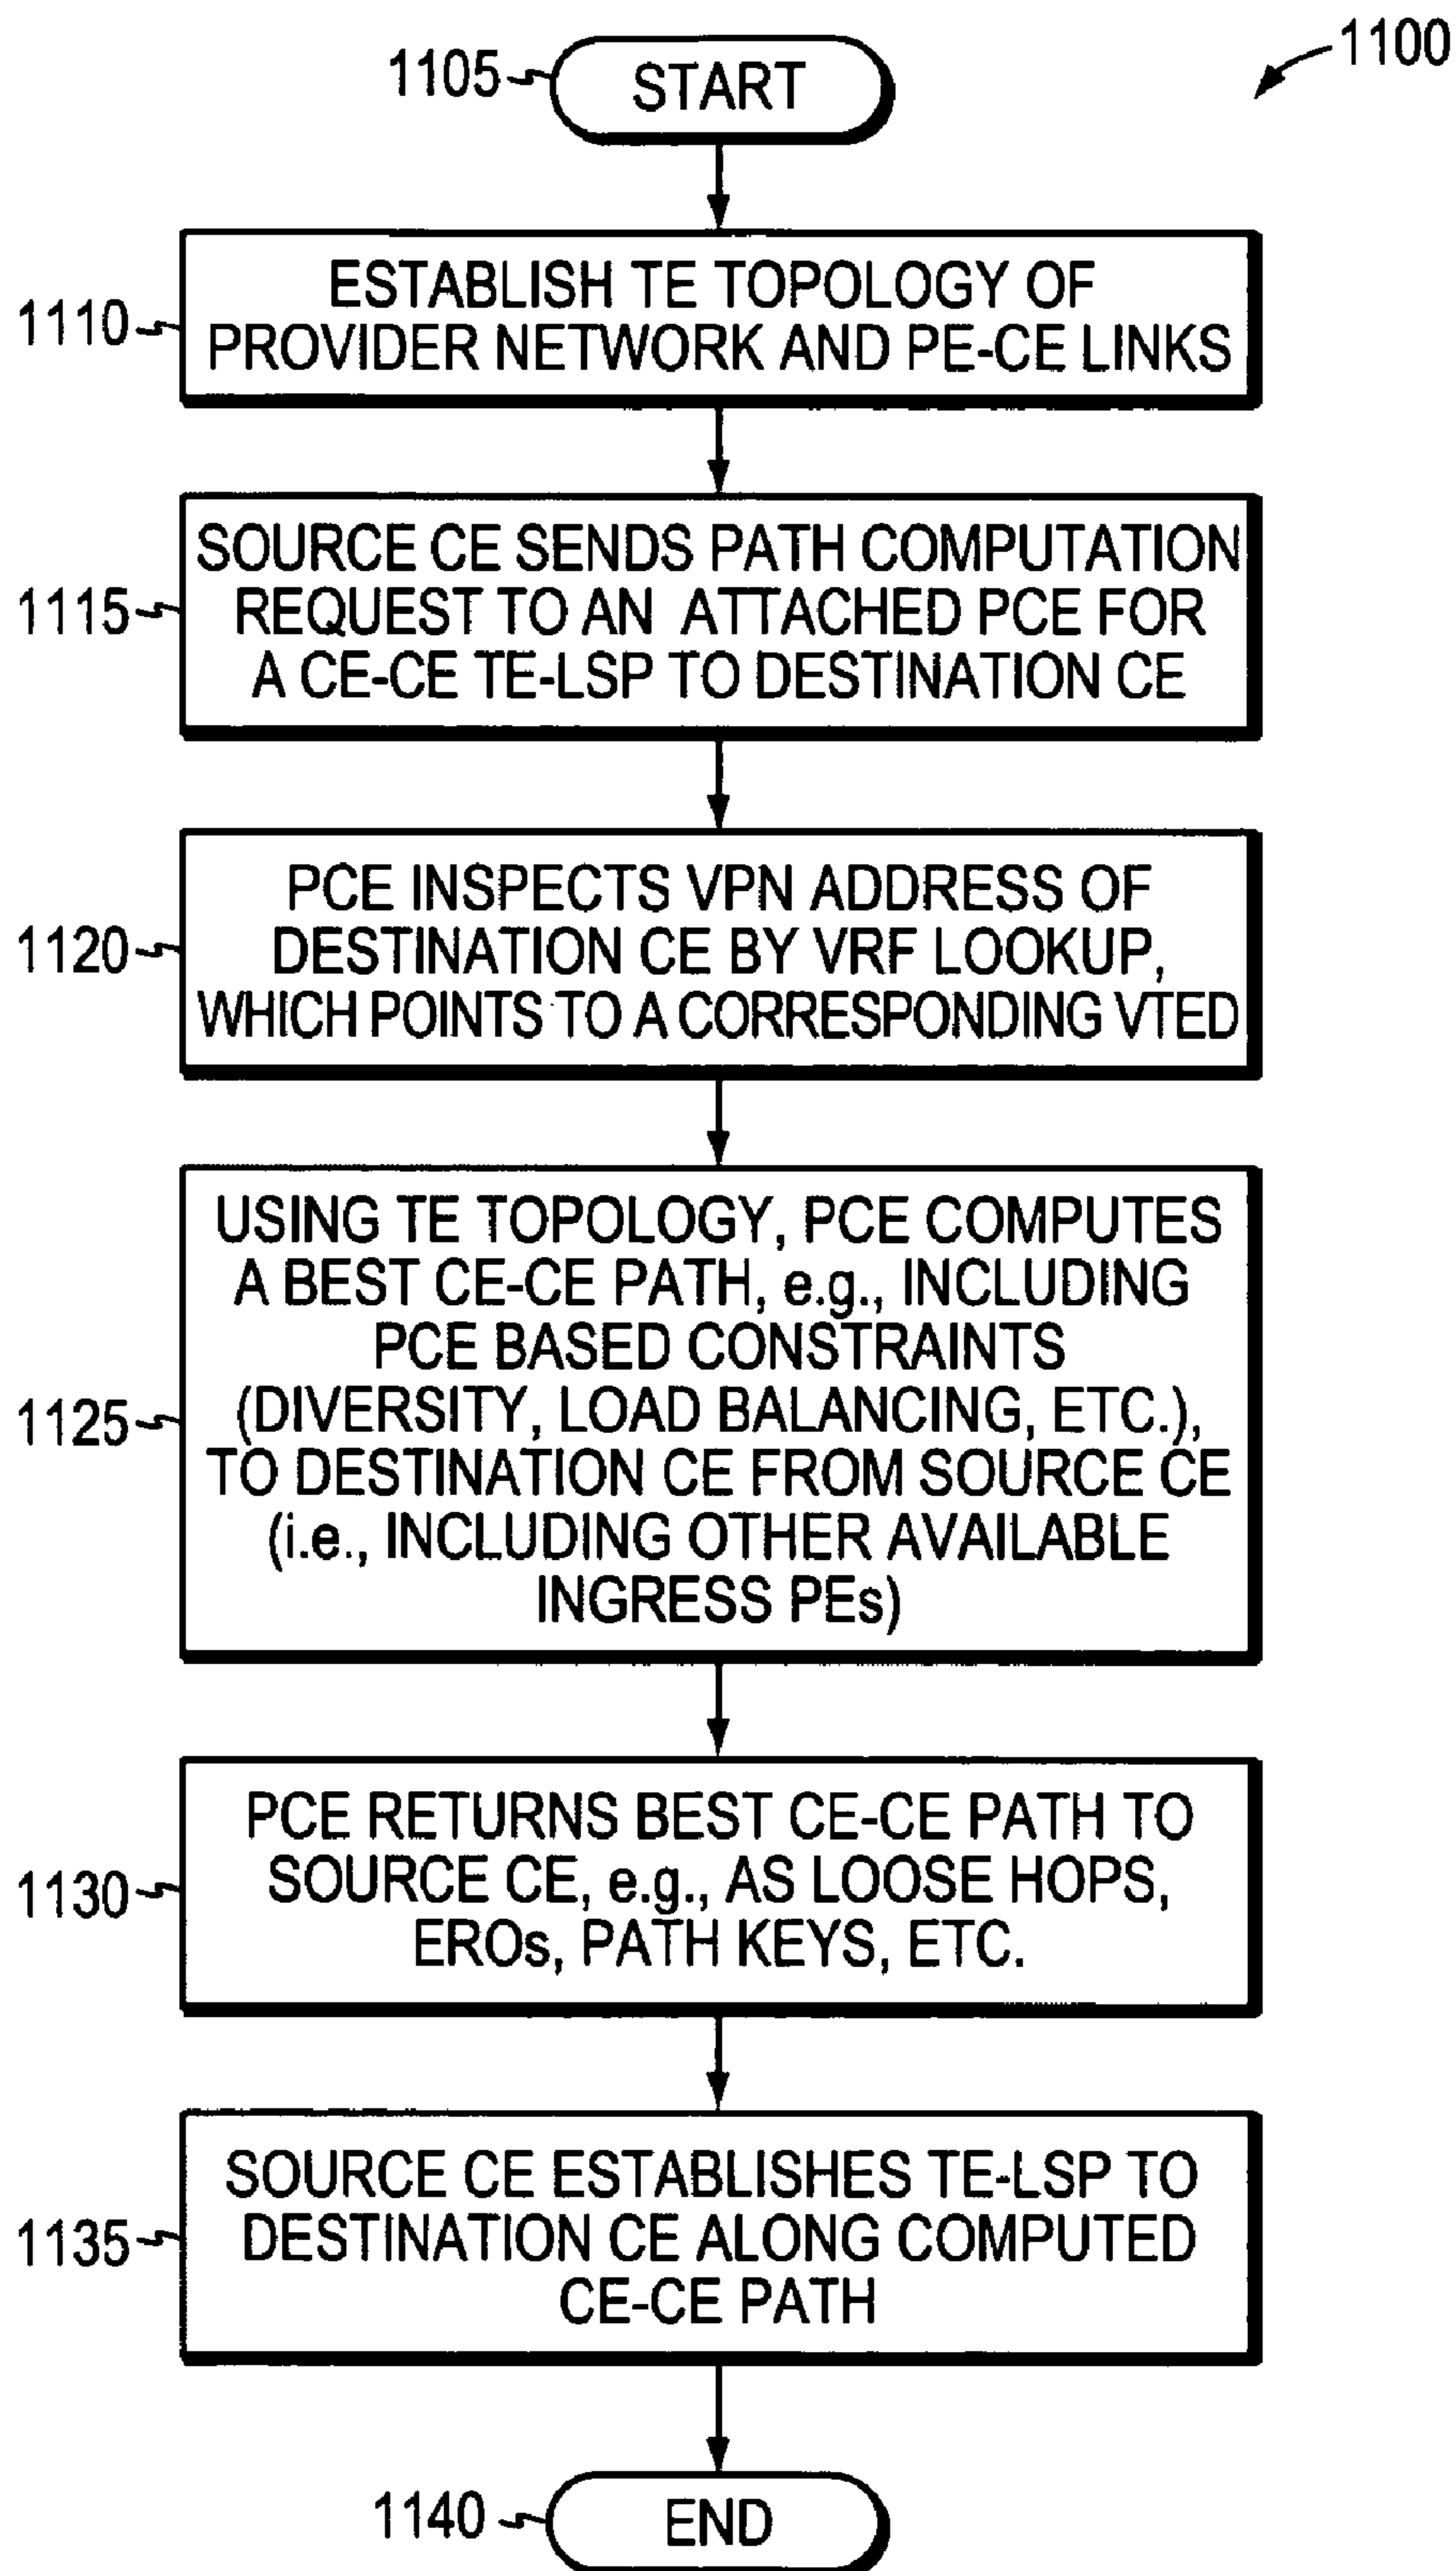 1100
1105
START
1110
ESTABLISH TE TOPOLOGY OF
PROVIDER NETWORK AND PE-CE LINKS
1115
SOURCE CE SENDS PATH COMPUTATION
REQUEST TO AN ATTACHED PCE FOR
A CE-CE TE-LSP TO DESTINATION CE
1120
PCE INSPECTS VPN ADDRESS OF
DESTINATION CE BY VRF LOOKUP,
WHICH POINTS TO A CORRESPONDING VTED
1125
USING TE TOPOLOGY, PCE COMPUTES
A BEST CE-CE PATH, e.g., INCLUDING
PCE BASED CONSTRAINTS
(DIVERSITY, LOAD BALANCING, ETC.),
TO DESTINATION CE FROM SOURCE CE
(i.e., INCLUDING OTHER AVAILABLE
INGRESS PEs)
1130
PCE RETURNS BEST CE-CE PATH TO
SOURCE CE, e.g., AS LOOSE HOPS,
EROs, PATH KEYS, ETC.
1135
SOURCE CE ESTABLISHES TE-LSP TO
DESTINATION CE ALONG COMPUTED
CE-CE PATH
1140
END